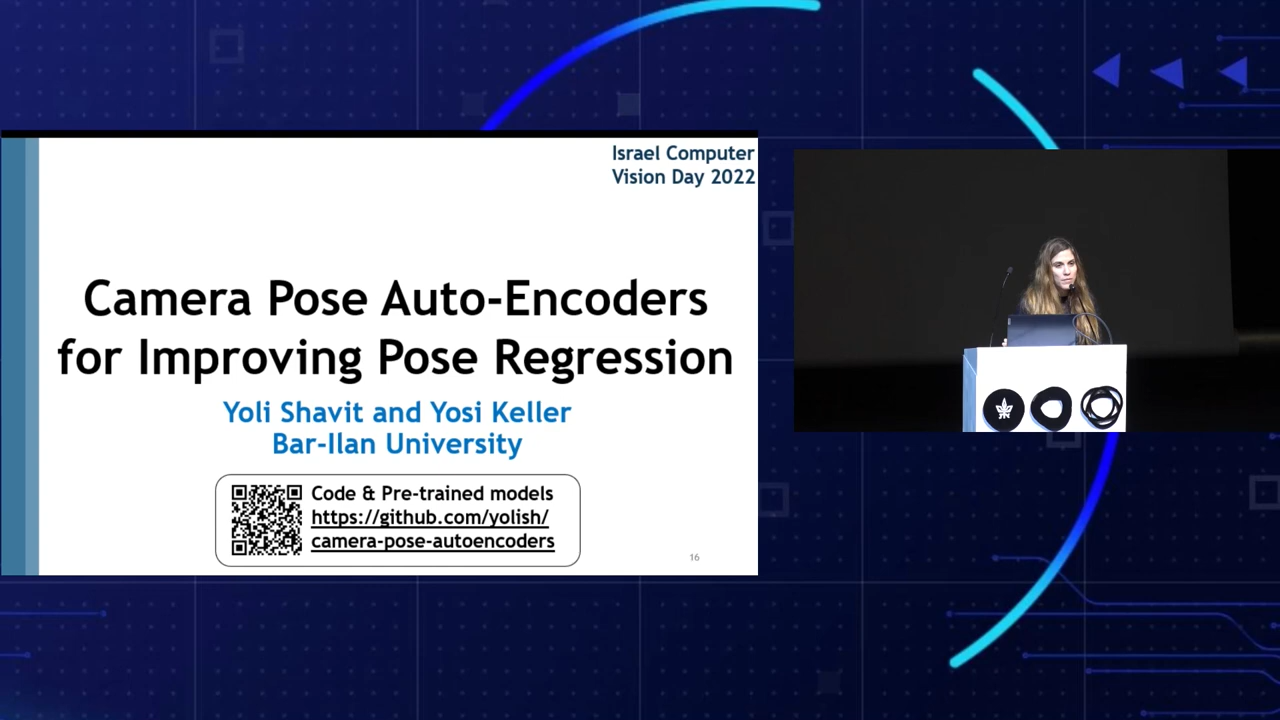 Israel Computer
Vision Day 2022
Camera Pose Auto-Encoders
for Improving Pose Regression
Yoli Shavit and Yosi Keller
Bar-Ilan University
Code & Pre-trained models
https://github.com/yolish/
camera-pose-autoencoders
16